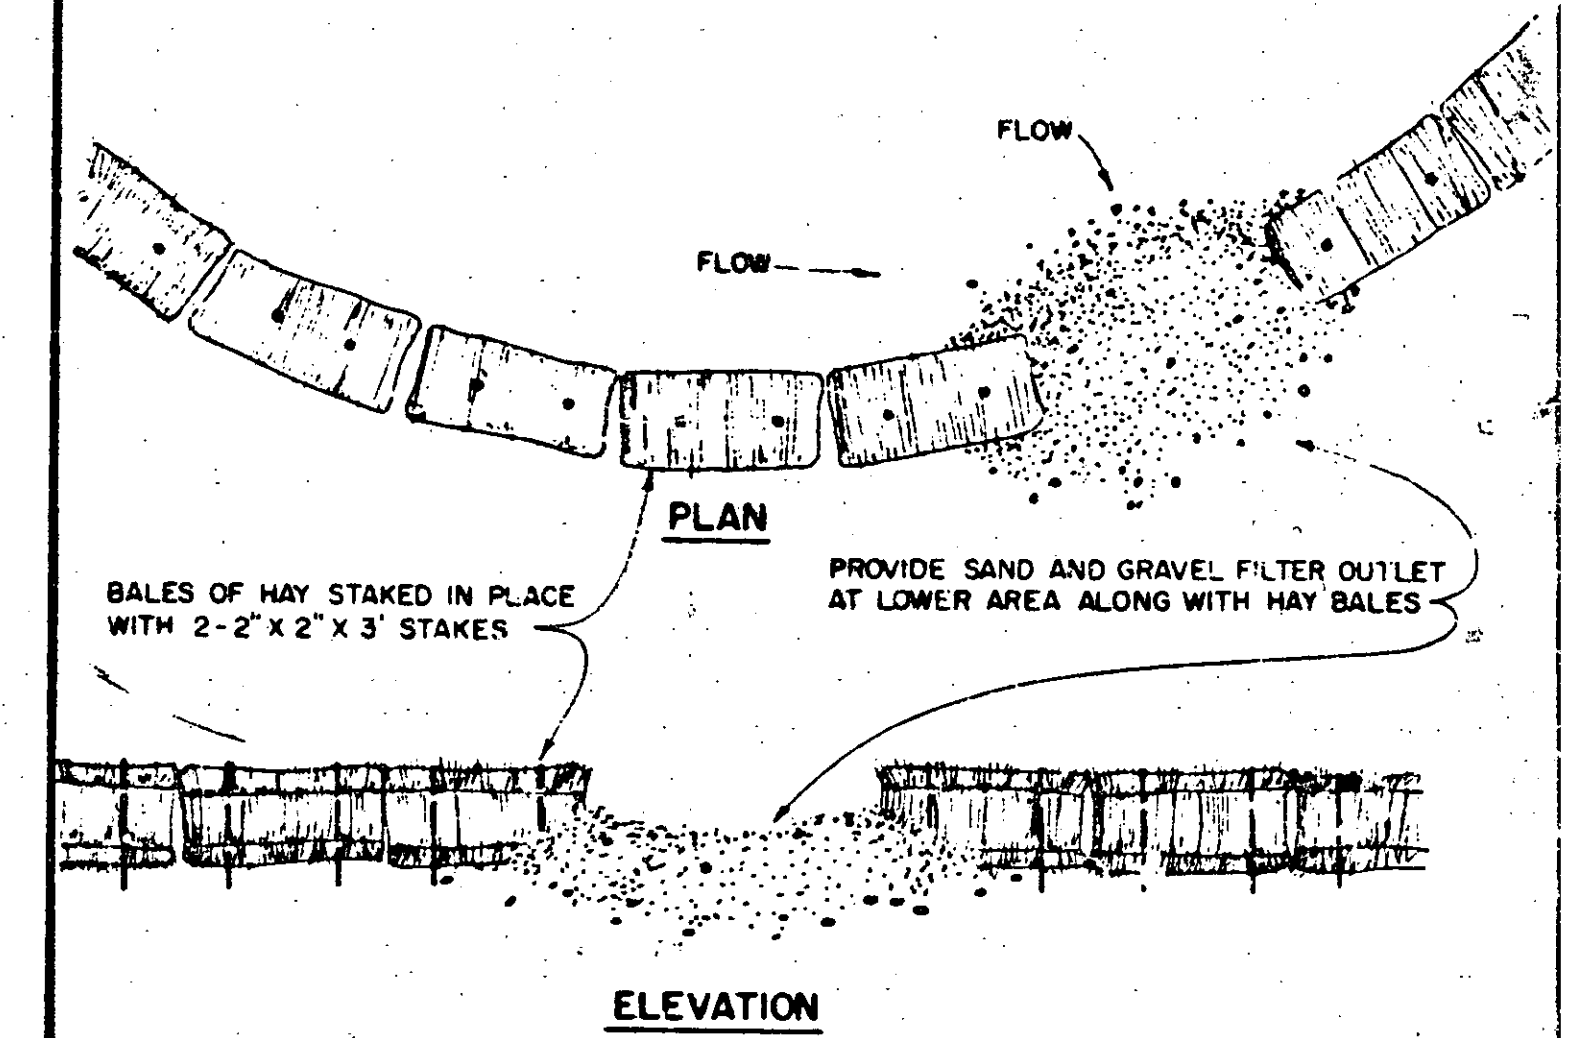 FLOW
FLOW
PLAN
BALES OF HAY STAKED IN PLACE
WITH 2-2" X 2" X 3' STAKES
PROVIDE SAND AND GRAVEL FILTER OUTLET
AT LOWER AREA ALONG WITH HAY BALES
ELEVATION